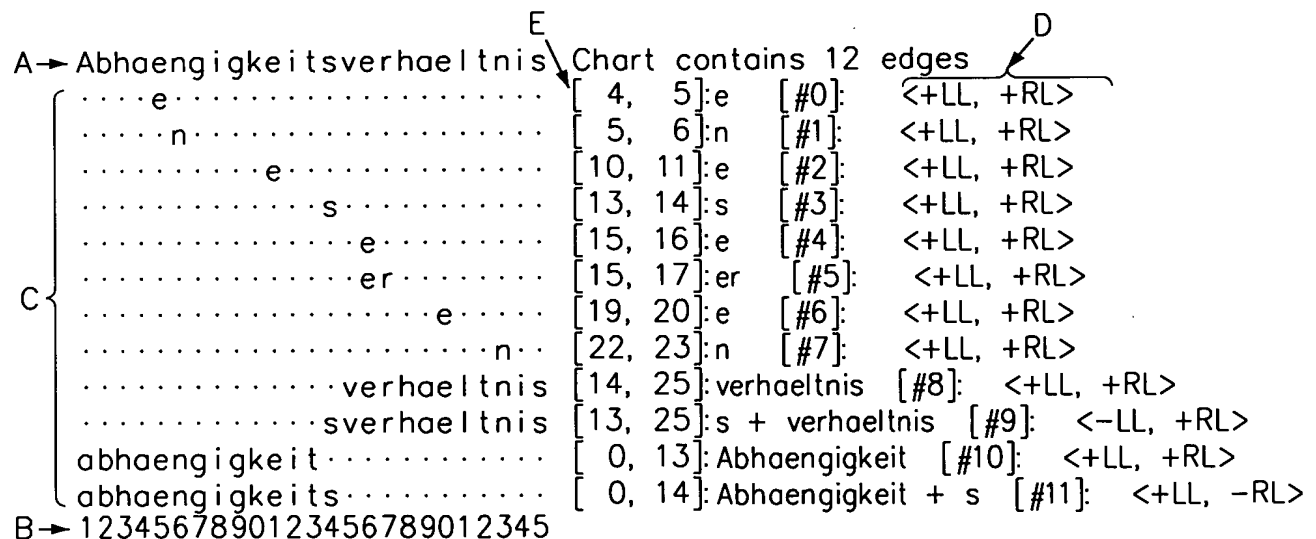 E D
A Abhaengigkeitsverhaeltnis Chart contains 12 edges
····e···················· [ 4, 5]:e [#0]: <+LL, +RL>
·····n··················· [ 5, 6]:n [#1]: <+LL, +RL>
··········e·············· [10, 11]:e [#2]: <+LL, +RL>
·············s··········· [13, 14]:s [#3]: <+LL, +RL>
···············e········· [15, 16]:e [#4]: <+LL, +RL>
···············er········ [15, 17]:er [#5]: <+LL, +RL>
C ···················e····· [19, 20]:e [#6]: <+LL, +RL>
······················n·· [22, 23]:n [#7]: <+LL, +RL>
··············verhaeltnis [14, 25]:verhaeltnis [#8]: <+LL, +RL>
·············sverhaeltnis [13, 25]:s + verhaeltnis [#9]: <-LL, +RL>
abhaengigkeit············ [ 0, 13]:Abhaengigkeit [#10]: <+LL, +RL>
abhaengigkeits··········· [ 0, 14]:Abhaengigkeit + s [#11]: <+LL, -RL>
B 1234567890123456789012345